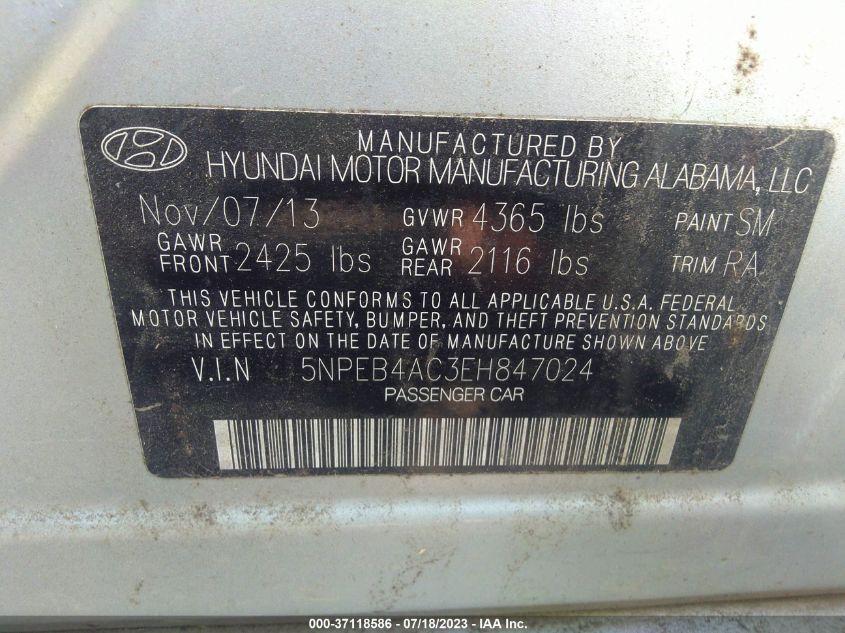 MANUFACTURED BY
HYUNDAI MOTOR MANUFACTURING ALABAMA, LLC
Nov/07/13 GVWR 4365 lbs PAINT SM
GAWR FRONT 2425 lbs GAWR REAR 2116 lbs TRIM RA
THIS VEHICLE CONFORMS TO ALL APPLICABLE U.S.A. FEDERAL
MOTOR VEHICLE SAFETY, BUMPER, AND THEFT PREVENTION STANDARDS
IN EFFECT ON THE DATE OF MANUFACTURE SHOWN ABOVE
V.I.N 5NPEB4AC3EH847024
PASSENGER CAR
000-37118586 - 07/18/2023 - IAA Inc.